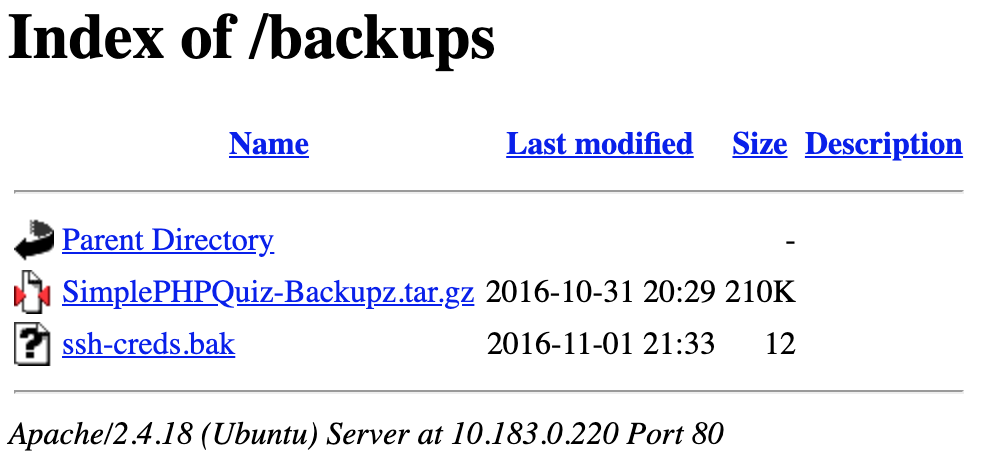 Index of /backups
Name Last modified Size Description
Parent Directory -
SimplePHPQuiz-Backupz.tar.gz 2016-10-31 20:29 210K
ssh-creds.bak 2016-11-01 21:33 12
Apache/2.4.18 (Ubuntu) Server at 10.183.0.220 Port 80